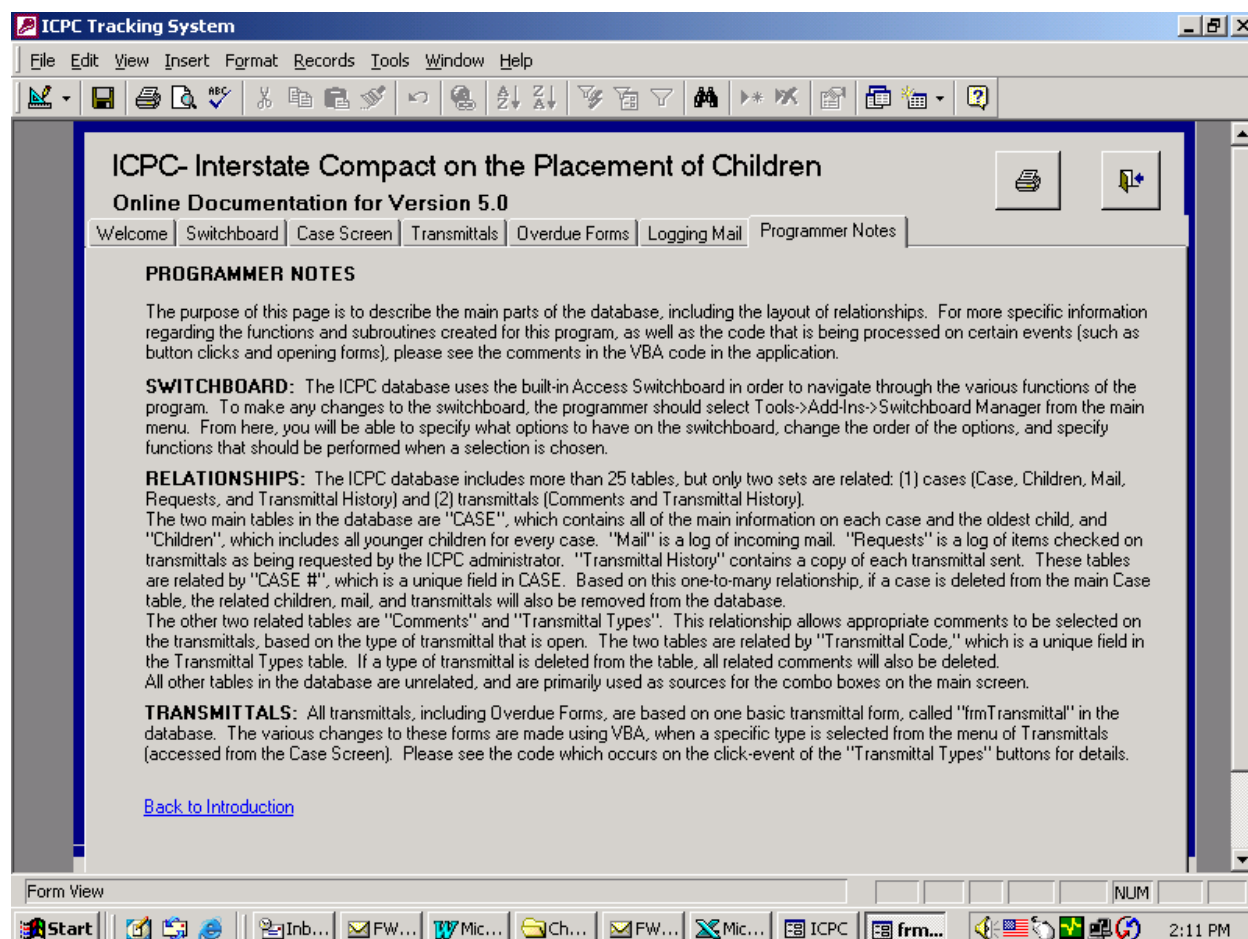 ICPC Tracking System
File Edit View Insert Format Records Tools Window Help
ICPC- Interstate Compact on the Placement of Children
Online Documentation for Version 5.0
Welcome Switchboard Case Screen Transmittals Overdue Forms Logging Mail Programmer Notes
PROGRAMMER NOTES
The purpose of this page is to describe the main parts of the database, including the layout of relationships. For more specific information
regarding the functions and subroutines created for this program, as well as the code that is being processed on certain events (such as
button clicks and opening forms), please see the comments in the VBA code in the application.
SWITCHBOARD: The ICPC database uses the built-in Access Switchboard in order to navigate through the various functions of the
program. To make any changes to the switchboard, the programmer should select Tools->Add-Ins->Switchboard Manager from the main
menu. From here, you will be able to specify what options to have on the switchboard, change the order of the options, and specify
functions that should be performed when a selection is chosen.
RELATIONSHIPS: The ICPC database includes more than 25 tables, but only two sets are related: (1) cases (Case, Children, Mail,
Requests, and Transmittal History) and (2) transmittals (Comments and Transmittal History).
The two main tables in the database are "CASE", which contains all of the main information on each case and the oldest child, and
"Children", which includes all younger children for every case. "Mail" is a log of incoming mail. "Requests" is a log of items checked on
transmittals as being requested by the ICPC administrator. "Transmittal History" contains a copy of each transmittal sent. These tables
are related by "CASE #", which is a unique field in CASE. Based on this one-to-many relationship, if a case is deleted from the main Case
table, the related children, mail, and transmittals will also be removed from the database.
The other two related tables are "Comments" and "Transmittal Types". This relationship allows appropriate comments to be selected on
the transmittals, based on the type of transmittal that is open. The two tables are related by "Transmittal Code," which is a unique field in
the Transmittal Types table. If a type of transmittal is deleted from the table, all related comments will also be deleted.
All other tables in the database are unrelated, and are primarily used as sources for the combo boxes on the main screen.
TRANSMITTALS: All transmittals, including Overdue Forms, are based on one basic transmittal form, called "frmTransmittal" in the
database. The various changes to these forms are made using VBA, when a specific type is selected from the menu of Transmittals
(accessed from the Case Screen). Please see the code which occurs on the click-event of the "Transmittal Types" buttons for details.
Back to Introduction
Form View NUM
Start Inb... FW... Mic... Ch... FW... Mic... ICPC frm... 2:11 PM